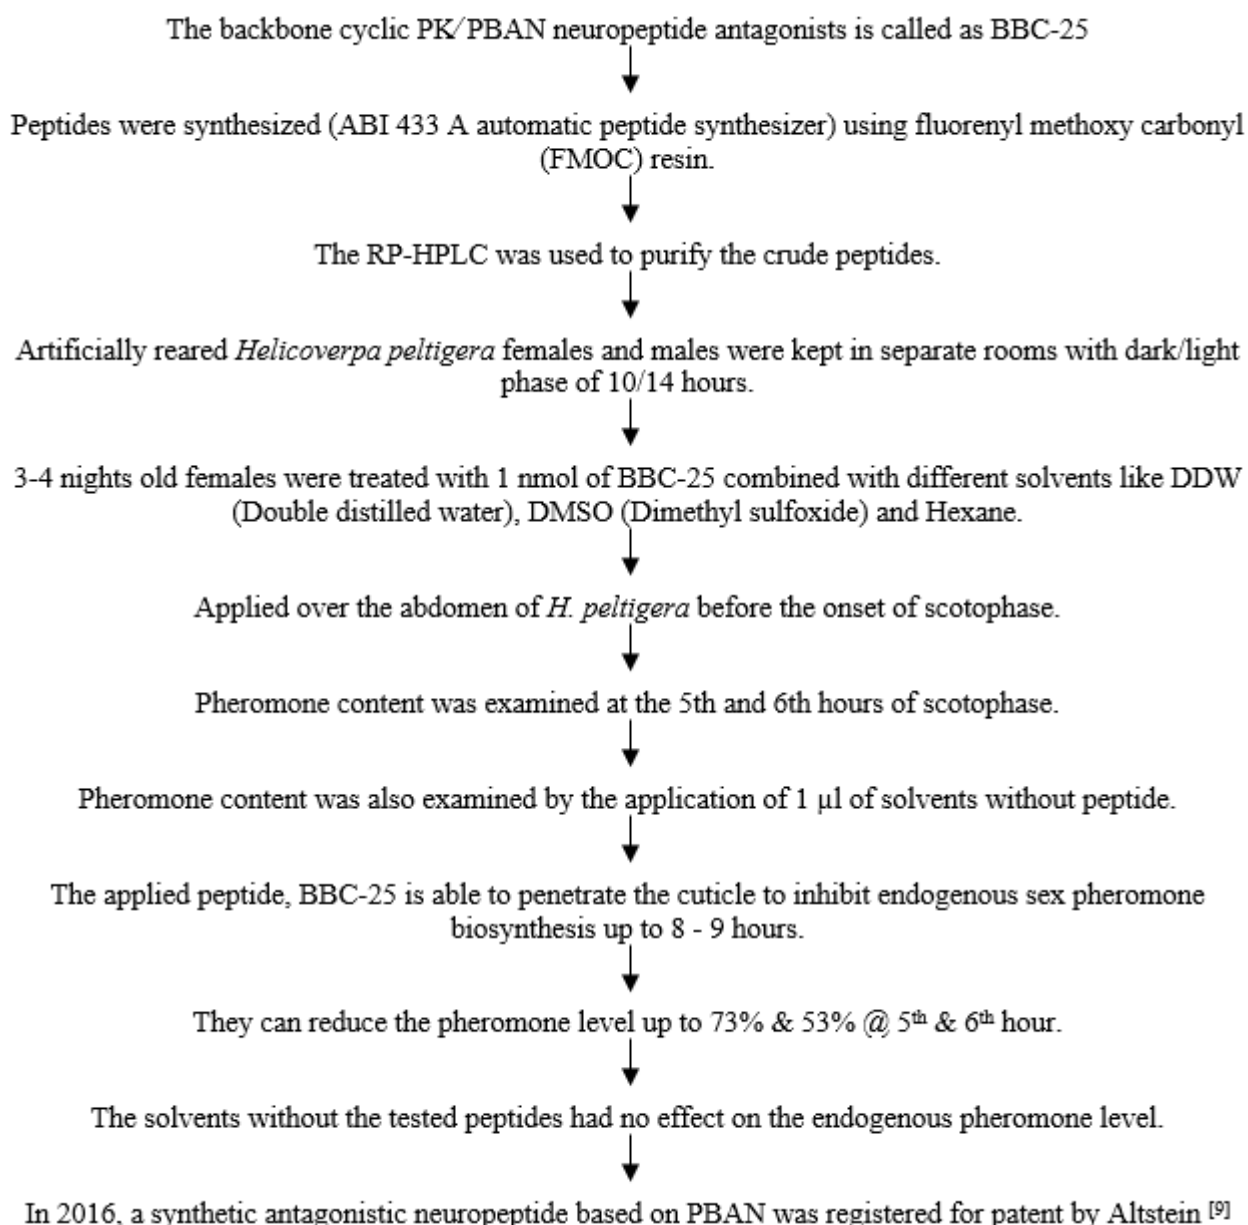 The backbone cyclic PK/PBAN neuropeptide antagonists is called as BBC-25
Peptides were synthesized (ABI 433 A automatic peptide synthesizer) using fluorenyl methoxy carbonyl
(FMOC) resin.
The RP-HPLC was used to purify the crude peptides.
Artificially reared Helicoverpa peltigera females and males were kept in separate rooms with dark/light
phase of 10/14 hours.
3-4 nights old females were treated with 1 nmol of BBC-25 combined with different solvents like DDW
(Double distilled water), DMSO (Dimethyl sulfoxide) and Hexane.
Applied over the abdomen of H. peltigera before the onset of scotophase.
Pheromone content was examined at the 5th and 6th hours of scotophase.
Pheromone content was also examined by the application of 1 µl of solvents without peptide.
The applied peptide, BBC-25 is able to penetrate the cuticle to inhibit endogenous sex pheromone
biosynthesis up to 8 - 9 hours.
They can reduce the pheromone level up to 73% & 53% @ 5th & 6th hour.
The solvents without the tested peptides had no effect on the endogenous pheromone level.
In 2016, a synthetic antagonistic neuropeptide based on PBAN was registered for patent by Altstein [9]